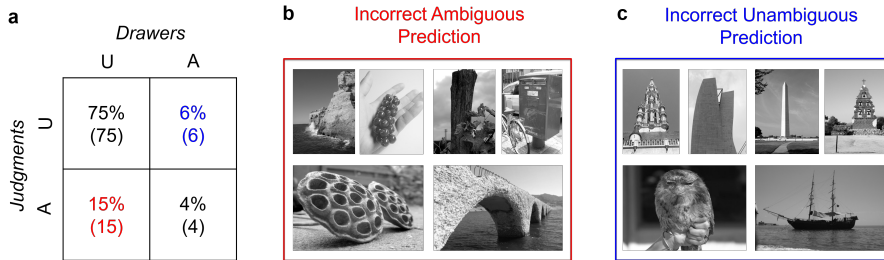 a
Drawers
U A
Judgments
U
75%
(75)
6%
(6)
A
15%
(15)
4%
(4)
b
Incorrect Ambiguous
Prediction
c
Incorrect Unambiguous
Prediction